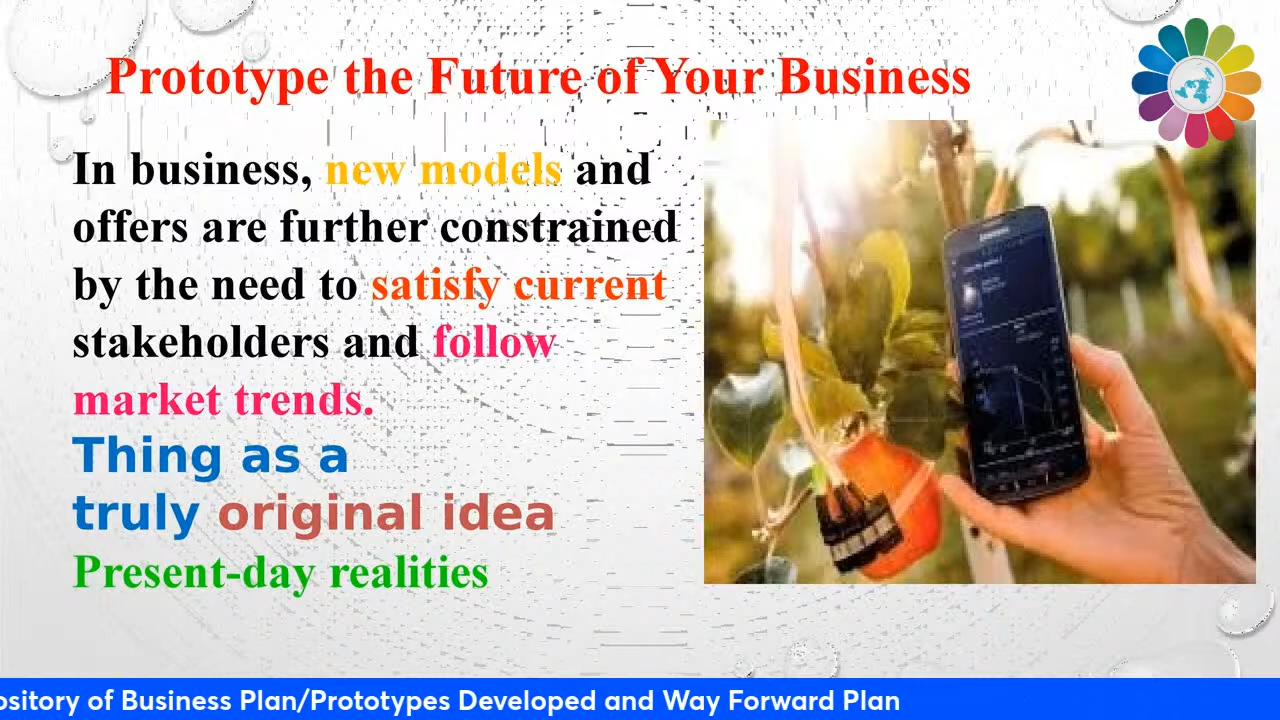 Prototype the Future of Your Business
In business, new models and
offers are further constrained
by the need to satisfy current
stakeholders and follow
market trends.
Thing as a
truly original idea
Present-day realities
SAMSUNG
ository of Business Plan/Prototypes Developed and Way Forward Plan